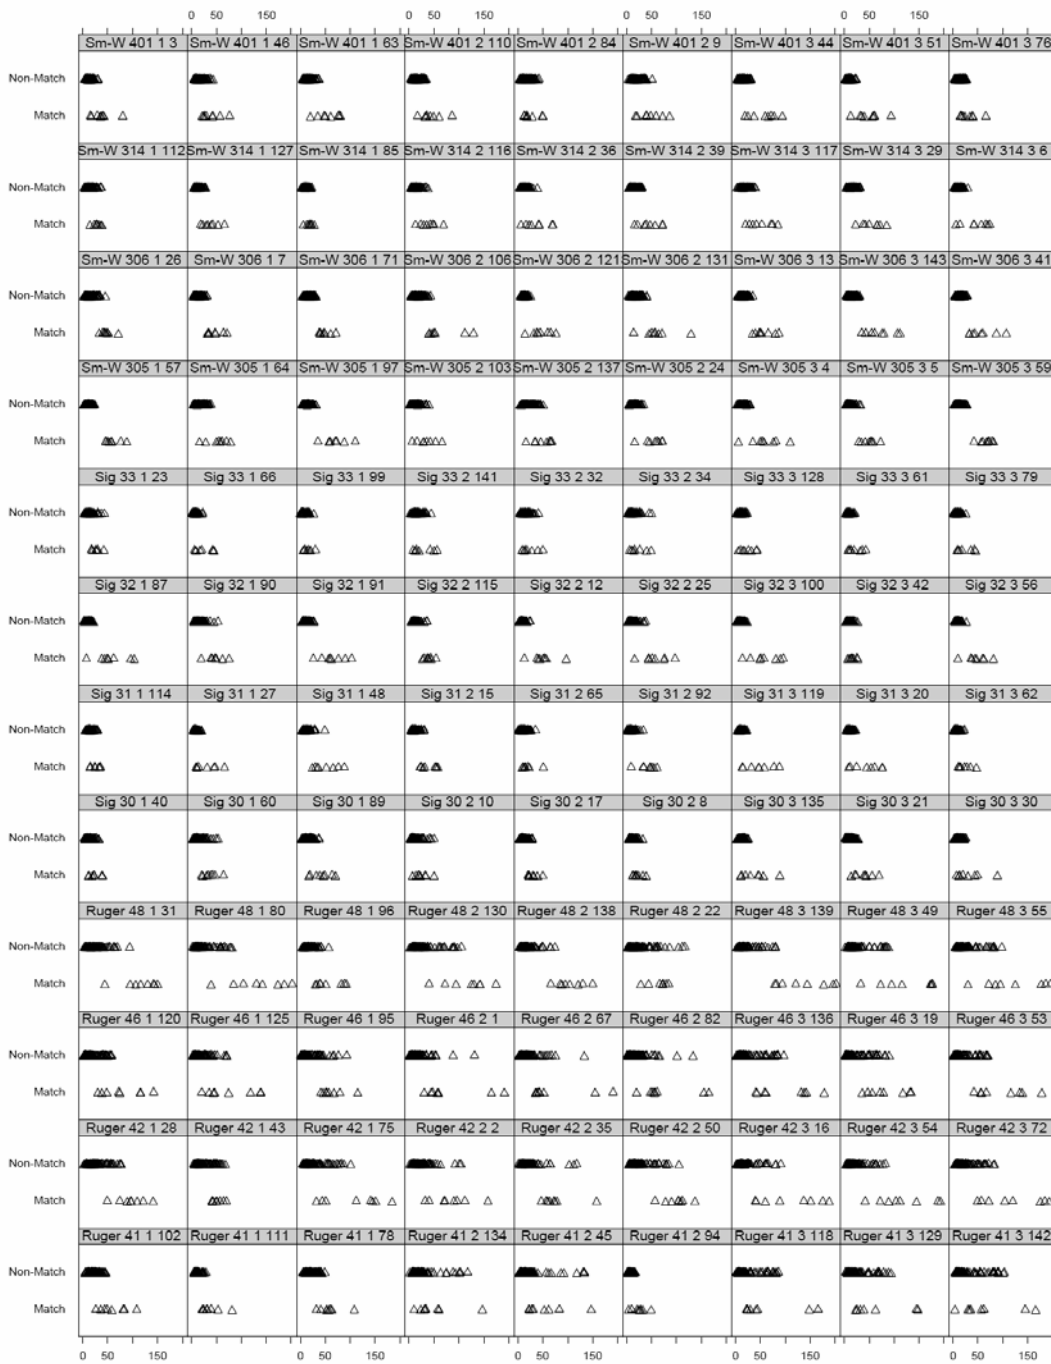 0 50 150 0 50 150 0 50 150 0 50 150
Sm-W 401 1 3 Sm-W 401 1 46 Sm-W 401 1 63 Sm-W 401 2 110 Sm-W 401 2 84 Sm-W 401 2 9 Sm-W 401 3 44 Sm-W 401 3 51 Sm-W 401 3 76
Non-Match
Match
Sm-W 314 1 112 Sm-W 314 1 127 Sm-W 314 1 85 Sm-W 314 2 116 Sm-W 314 2 36 Sm-W 314 2 39 Sm-W 314 3 117 Sm-W 314 3 29 Sm-W 314 3 6
Non-Match
Match
Sm-W 306 1 26 Sm-W 306 1 7 Sm-W 306 1 71 Sm-W 306 2 106 Sm-W 306 2 121 Sm-W 306 2 131 Sm-W 306 3 13 Sm-W 306 3 143 Sm-W 306 3 41
Non-Match
Match
Sm-W 305 1 57 Sm-W 305 1 64 Sm-W 305 1 97 Sm-W 305 2 103 Sm-W 305 2 137 Sm-W 305 2 24 Sm-W 305 3 4 Sm-W 305 3 5 Sm-W 305 3 59
Non-Match
Match
Sig 33 1 23 Sig 33 1 66 Sig 33 1 99 Sig 33 2 141 Sig 33 2 32 Sig 33 2 34 Sig 33 3 128 Sig 33 3 61 Sig 33 3 79
Non-Match
Match
Sig 32 1 87 Sig 32 1 90 Sig 32 1 91 Sig 32 2 115 Sig 32 2 12 Sig 32 2 25 Sig 32 3 100 Sig 32 3 42 Sig 32 3 56
Non-Match
Match
Sig 31 1 114 Sig 31 1 27 Sig 31 1 48 Sig 31 2 15 Sig 31 2 65 Sig 31 2 92 Sig 31 3 119 Sig 31 3 20 Sig 31 3 62
Non-Match
Match
Sig 30 1 40 Sig 30 1 60 Sig 30 1 89 Sig 30 2 10 Sig 30 2 17 Sig 30 2 8 Sig 30 3 135 Sig 30 3 21 Sig 30 3 30
Non-Match
Match
Ruger 48 1 31 Ruger 48 1 80 Ruger 48 1 96 Ruger 48 2 130 Ruger 48 2 138 Ruger 48 2 22 Ruger 48 3 139 Ruger 48 3 49 Ruger 48 3 55
Non-Match
Match
Ruger 46 1 120 Ruger 46 1 125 Ruger 46 1 95 Ruger 46 2 1 Ruger 46 2 67 Ruger 46 2 82 Ruger 46 3 136 Ruger 46 3 19 Ruger 46 3 53
Non-Match
Match
Ruger 42 1 28 Ruger 42 1 43 Ruger 42 1 75 Ruger 42 2 2 Ruger 42 2 35 Ruger 42 2 50 Ruger 42 3 16 Ruger 42 3 54 Ruger 42 3 72
Non-Match
Match
Ruger 41 1 102 Ruger 41 1 111 Ruger 41 1 78 Ruger 41 2 134 Ruger 41 2 45 Ruger 41 2 94 Ruger 41 3 118 Ruger 41 3 129 Ruger 41 3 142
Non-Match
Match
0 50 150 0 50 150 0 50 150 0 50 150 0 50 150